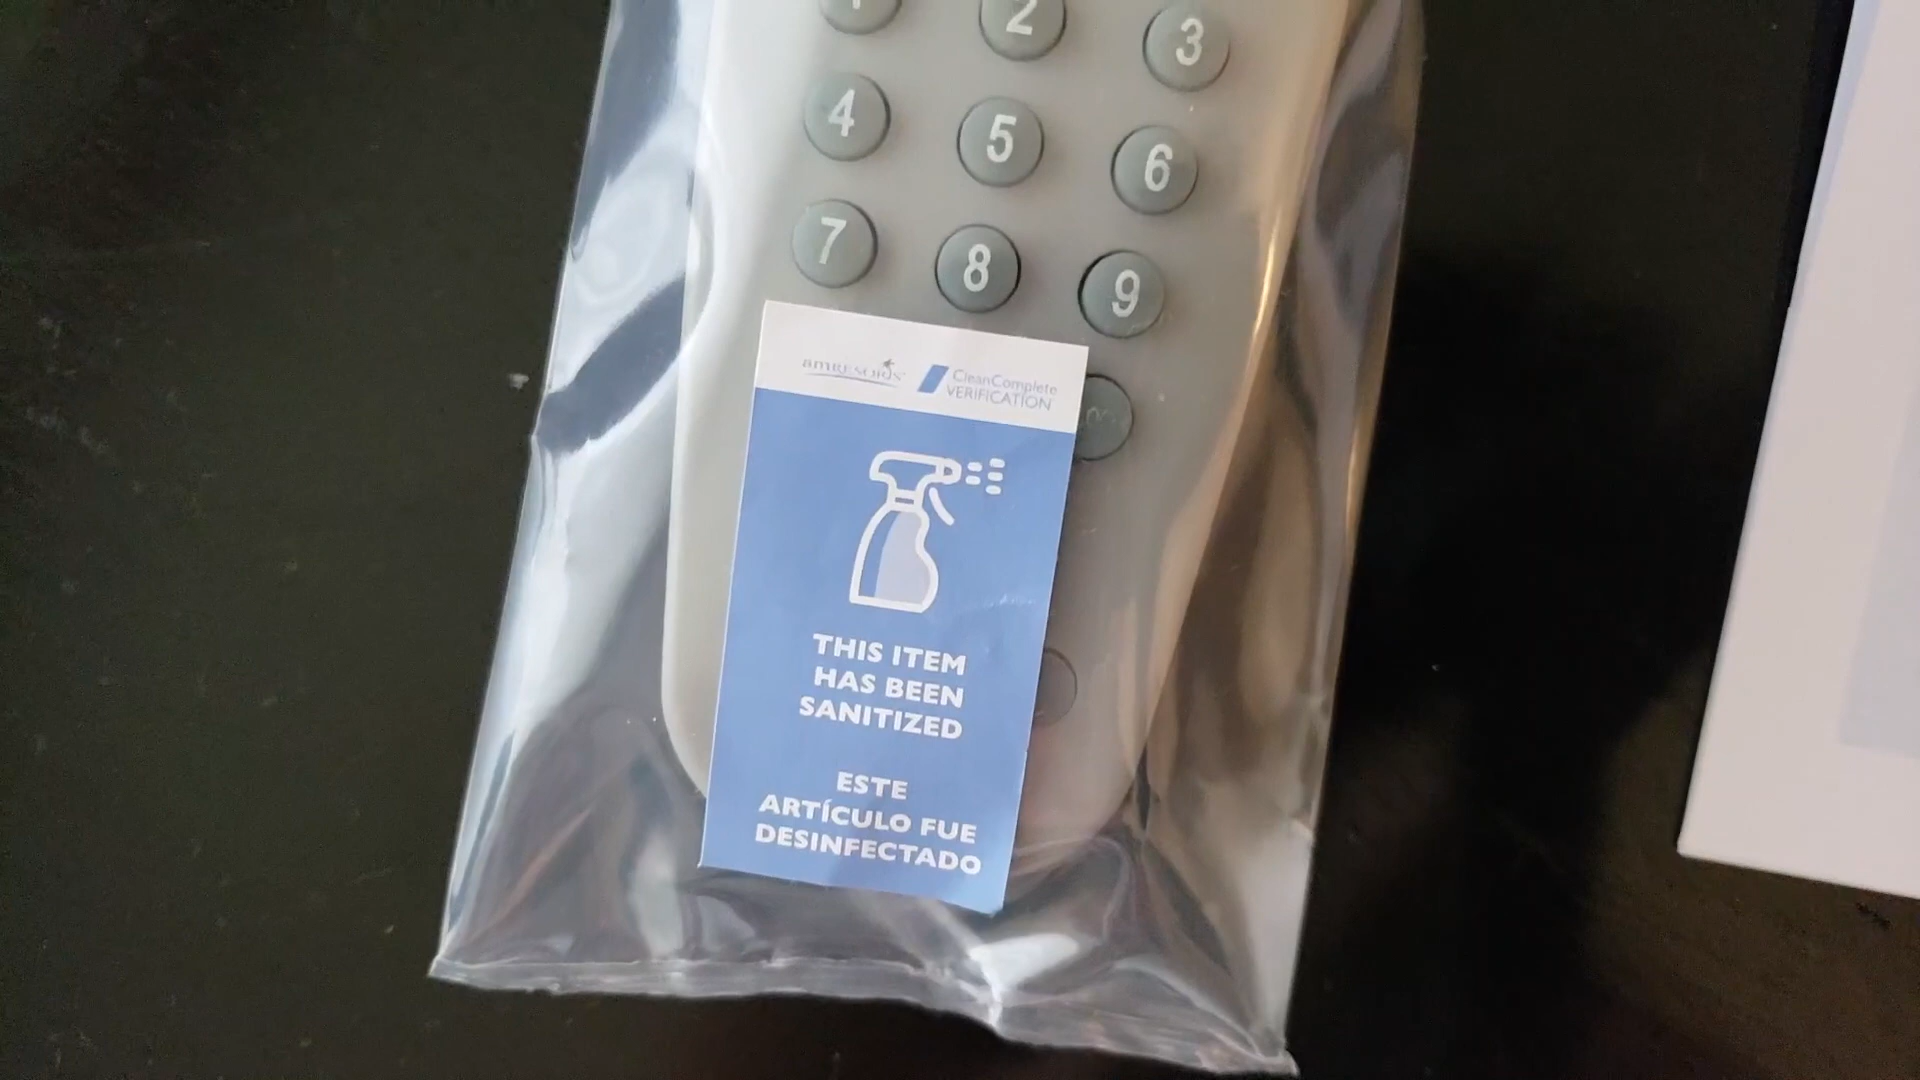 1 2 3
4 5 6
7 8 9
amRESORTS CleanComplete
VERIFICATION
THIS ITEM
HAS BEEN
SANITIZED
ESTE
ARTÍCULO FUE
DESINFECTADO